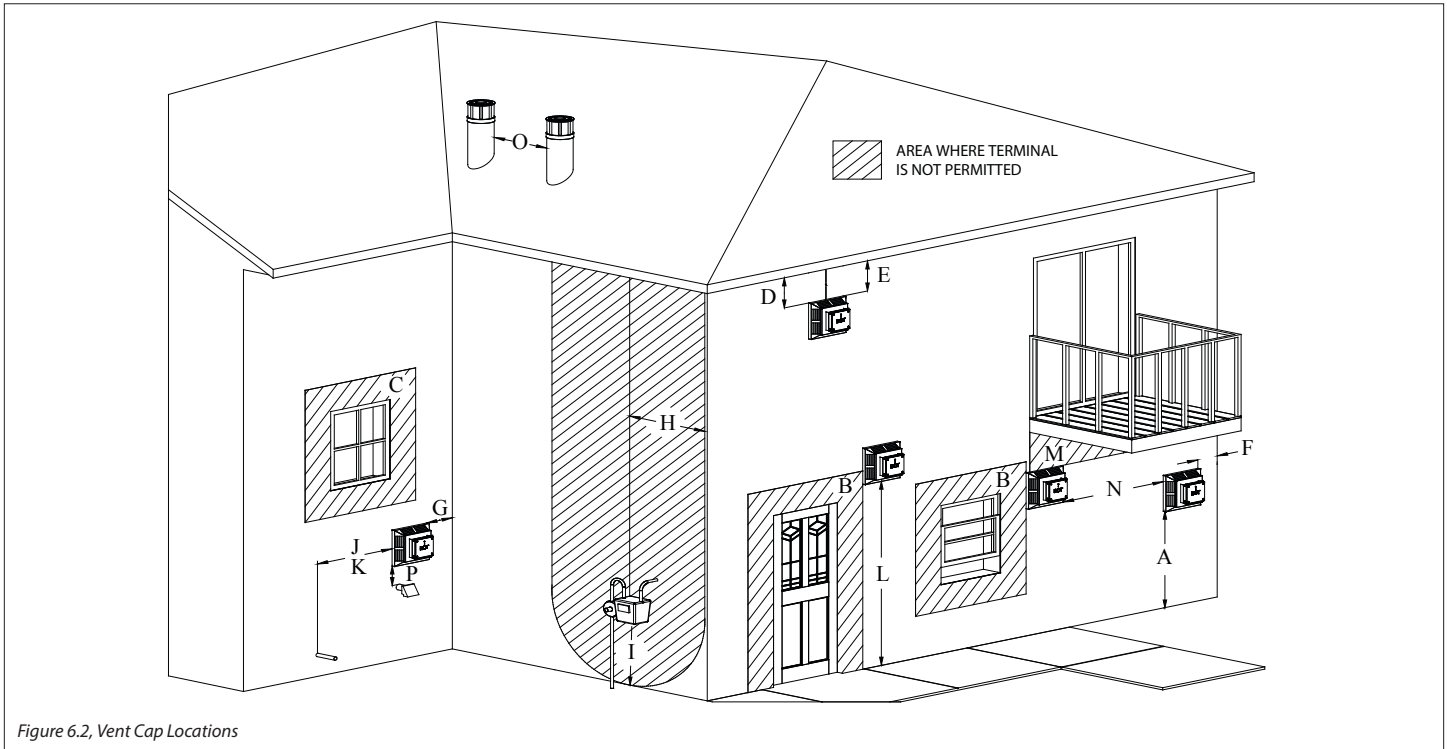 O
AREA WHERE TERMINAL
IS NOT PERMITTED
D
E
C
H
G
J
K
P
I
B
L
B
M
N
F
A
Figure 6.2, Vent Cap Locations